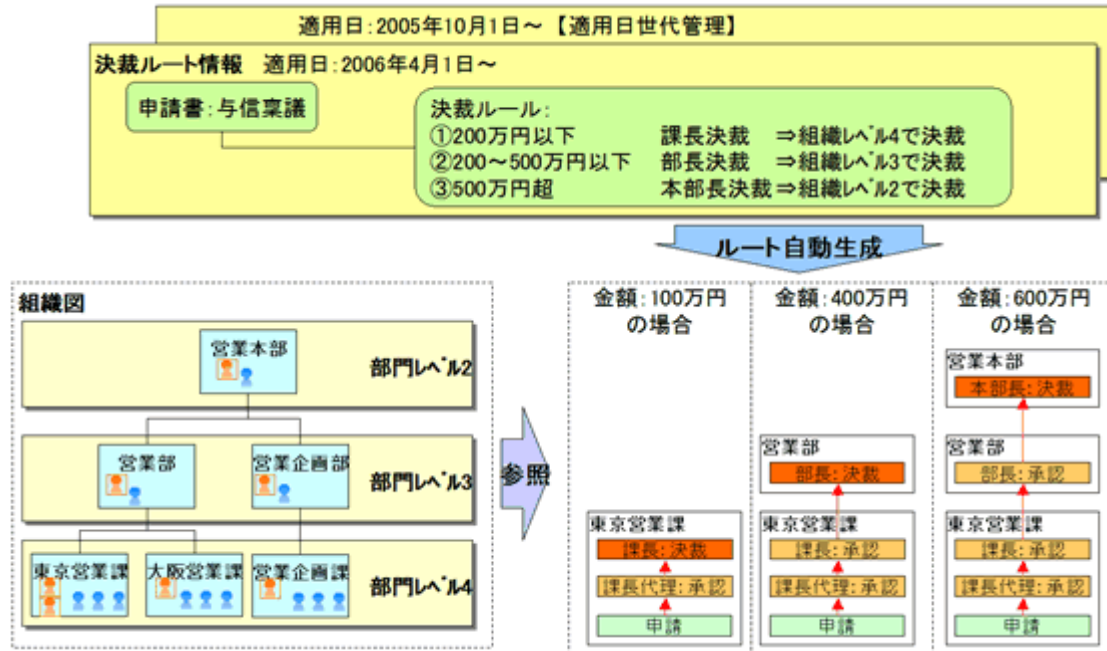 適用日:2005年10月1日～【適用日世代管理】
決裁ルート情報 適用日:2006年4月1日～
申請書:与信稟議
決裁ルール:
①200万円以下 課長決裁 ⇒組織レベル4で決裁
②200～500万円以下 部長決裁 ⇒組織レベル3で決裁
③500万円超 本部長決裁⇒組織レベル2で決裁
ルート自動生成
組織図
営業本部
部門レベル2
営業部
営業企画部
部門レベル3
東京営業課
大阪営業課
営業企画課
部門レベル4
参照
金額:100万円
の場合
東京営業課
課長:決裁
課長代理:承認
申請
金額:400万円
の場合
営業部
部長:決裁
東京営業課
課長:承認
課長代理:承認
申請
金額:600万円
の場合
営業本部
本部長:決裁
営業部
部長:承認
東京営業課
課長:承認
課長代理:承認
申請